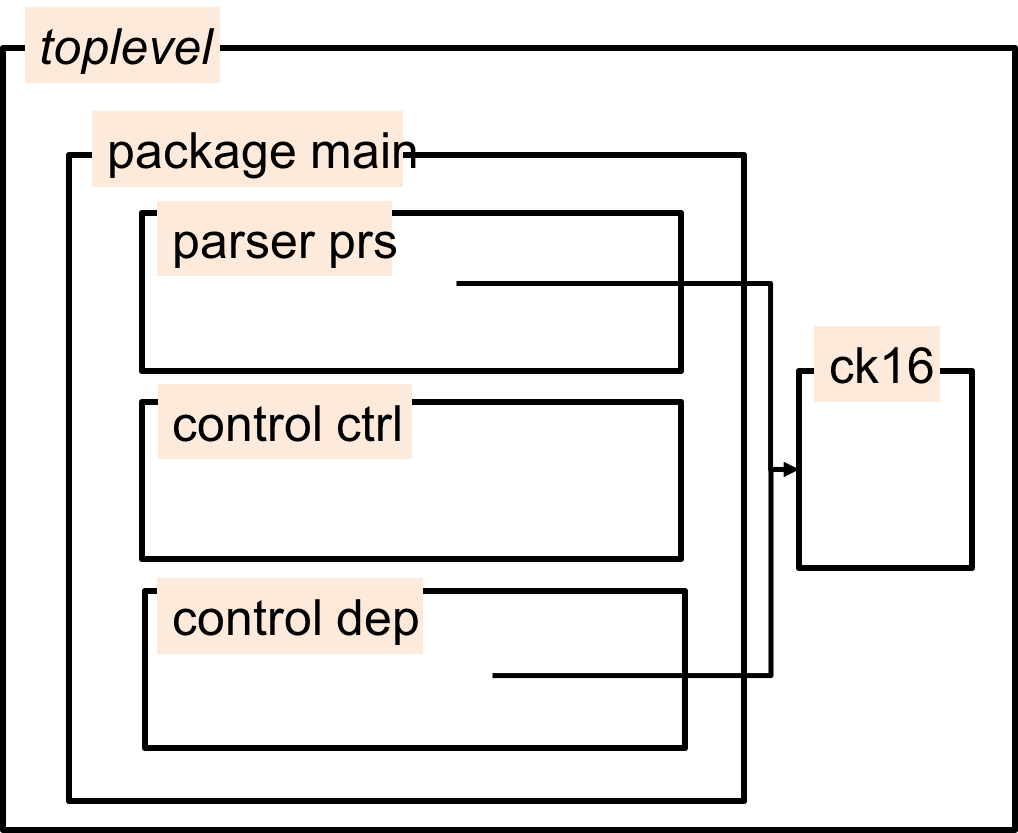 toplevel
package main
parser prs
ck16
control ctrl
control dep